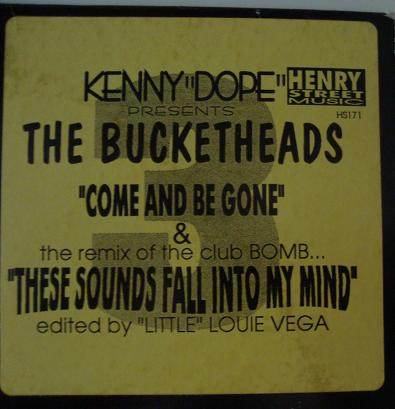 KENNY "DOPE"
HENRY
STREET
MUSIC
PRESENTS
HS171
THE BUCKETHEADS
"COME AND BE GONE"
&
the remix of the club BOMB...
"THESE SOUNDS FALL INTO MY MIND"
edited by "LITTLE" LOUIE VEGA
3